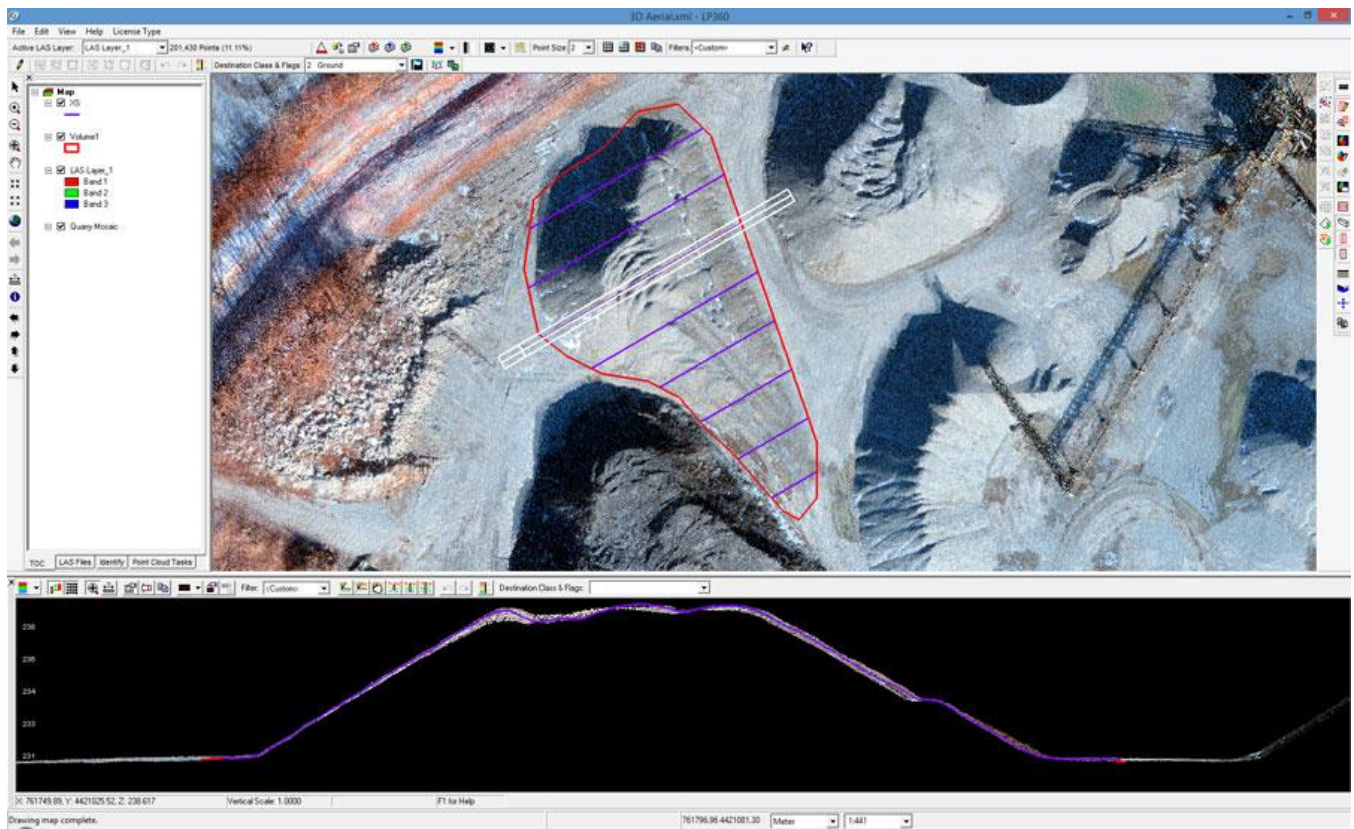 3D Aerial.xml - LP360
File Edit View Help License Type
Active LAS Layer: LAS Layer_1 201,430 Points (11.11%) Point Size: 2 Filters: <Custom>
Destination Class & Flags: 2 Ground
Map
XS
Volume1
LAS Layer_1
Band 1
Band 2
Band 3
Quarry Mosaic
TOC LAS Files Identify Point Cloud Tasks
Filter: <Custom> Destination Class & Flags:
238
235
234
233
231
X: 761749.89, Y: 4421025.52, Z: 238.617 Vertical Scale: 1.0000 F1 for Help
Drawing map complete. 761796.96 4421081.30 Meter 1:441